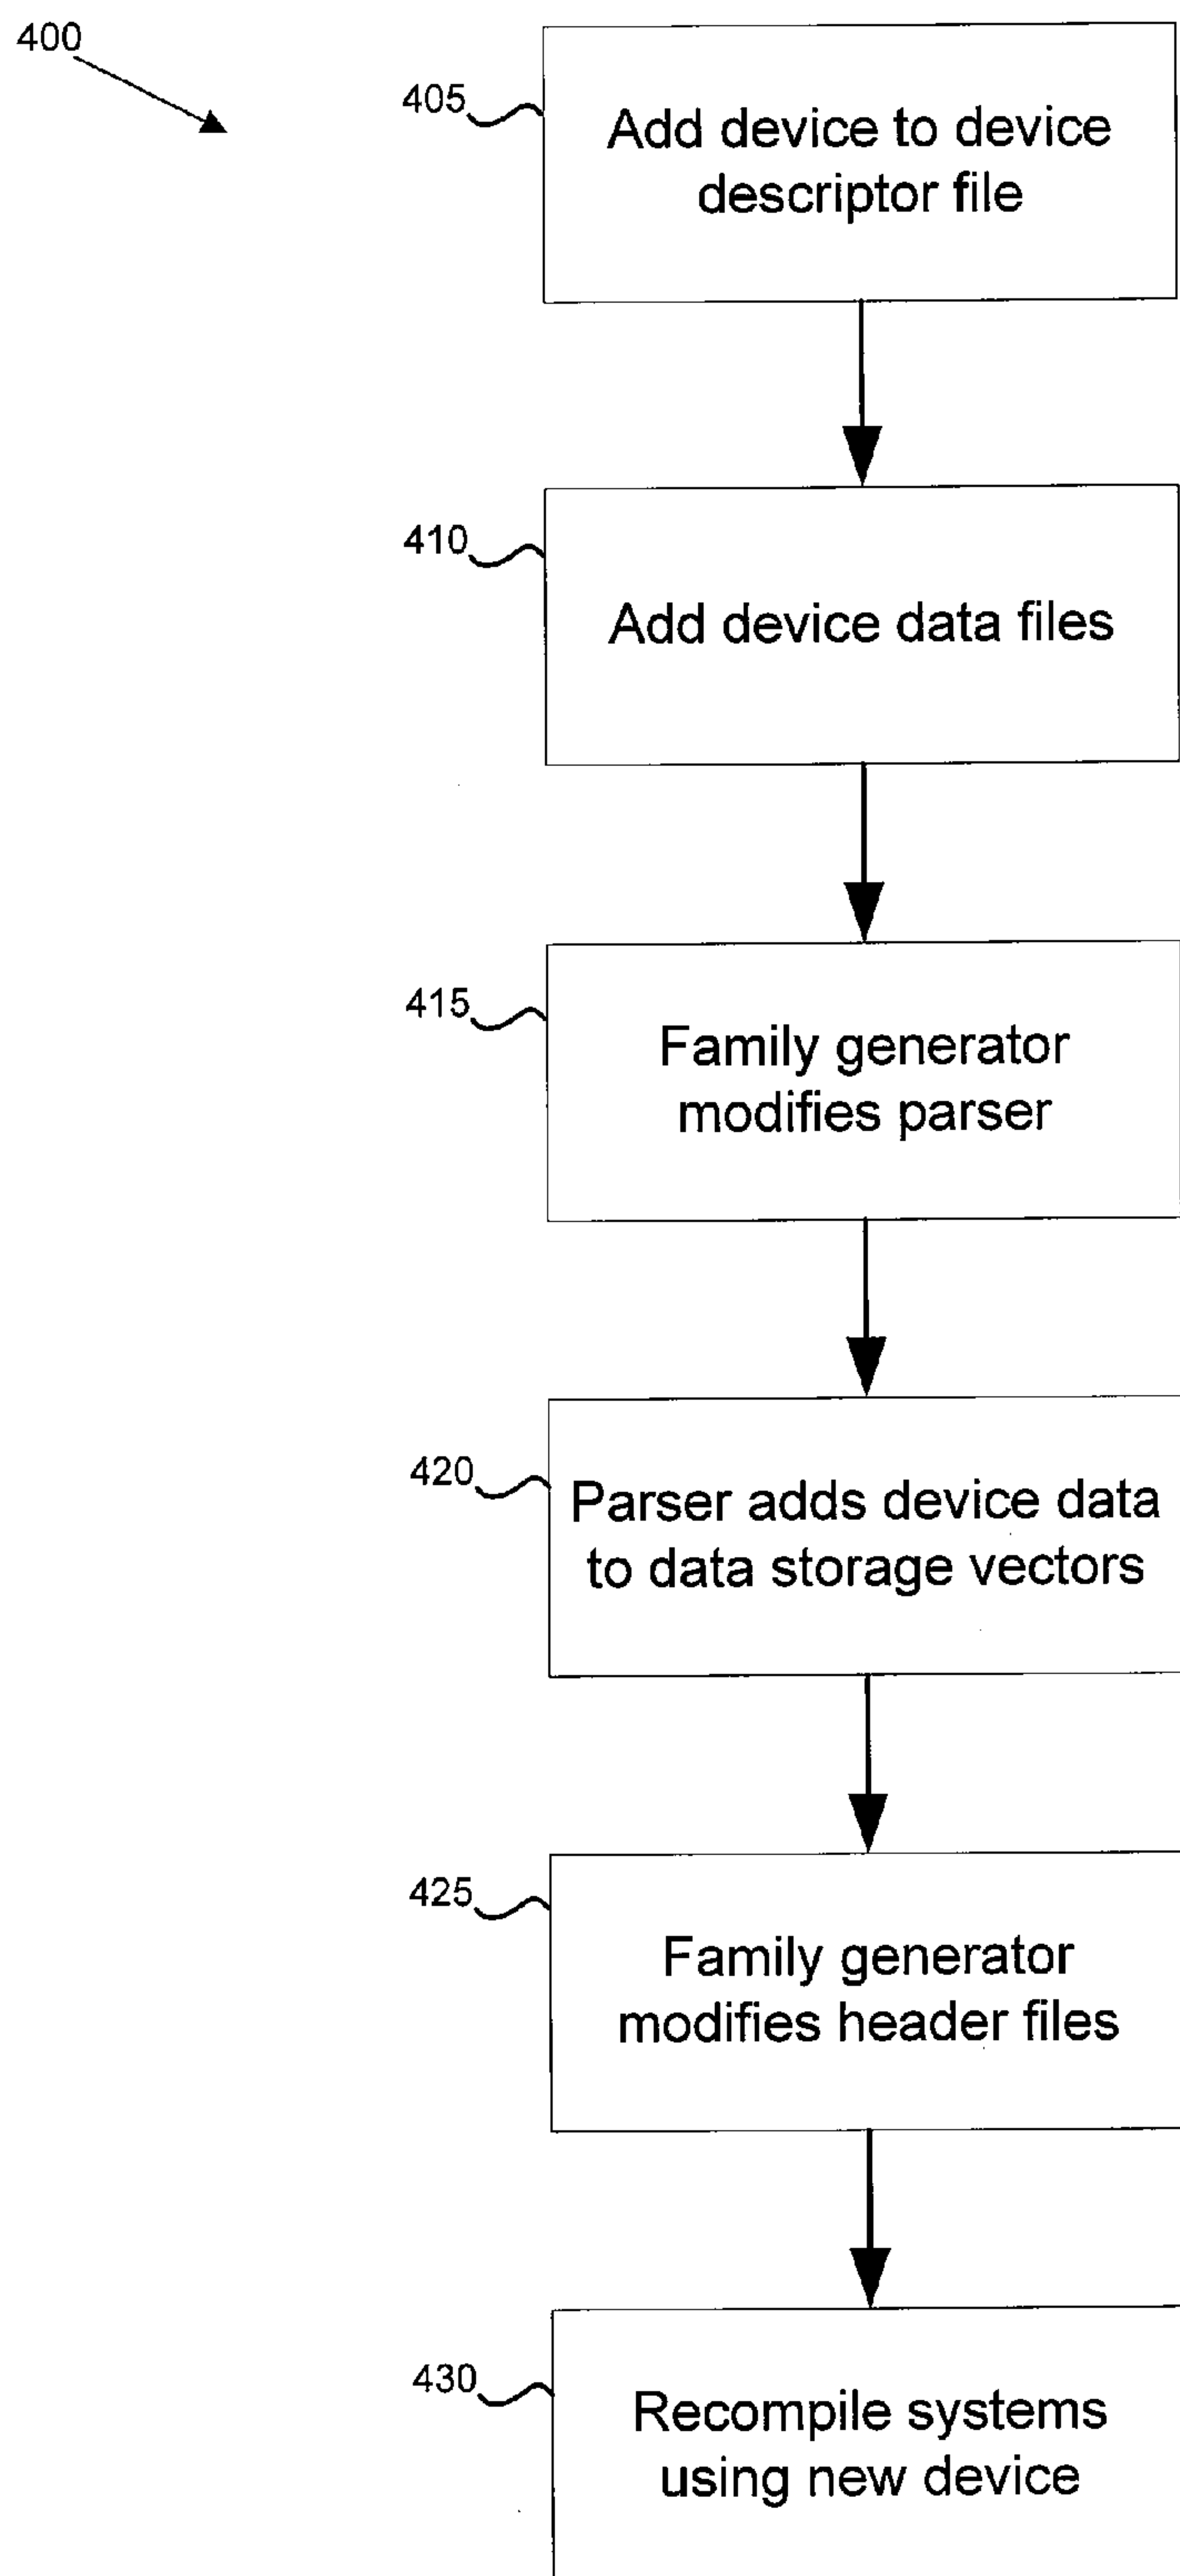 400
405
Add device to device
descriptor file
410
Add device data files
415
Family generator
modifies parser
420
Parser adds device data
to data storage vectors
425
Family generator
modifies header files
430
Recompile systems
using new device